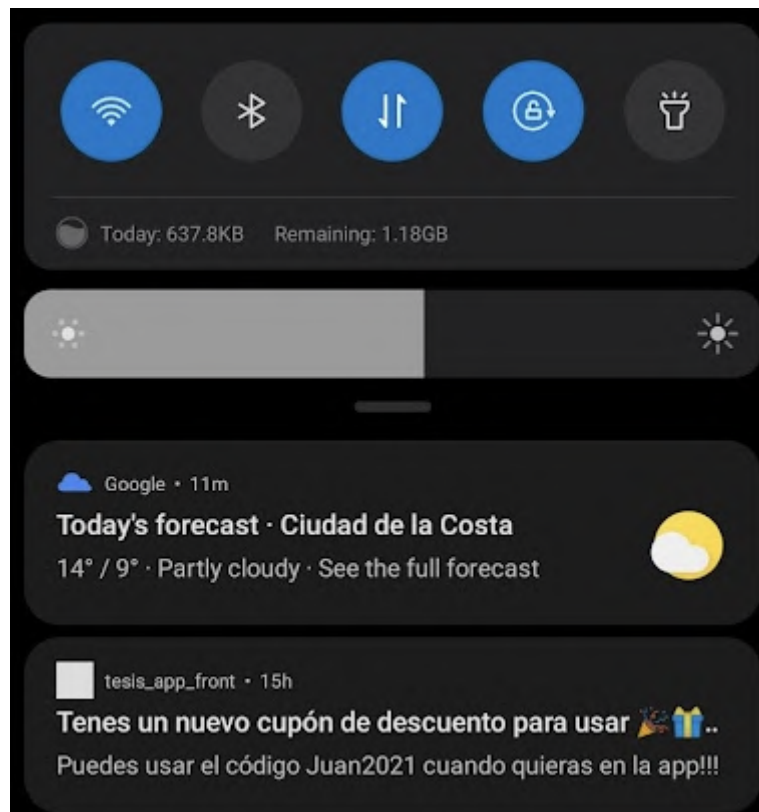 Today: 637.8KB Remaining: 1.18GB
Google • 11m
Today's forecast · Ciudad de la Costa
14° / 9° · Partly cloudy · See the full forecast
tesis_app_front • 15h
Tenes un nuevo cupón de descuento para usar 🎉🎁..
Puedes usar el código Juan2021 cuando quieras en la app!!!